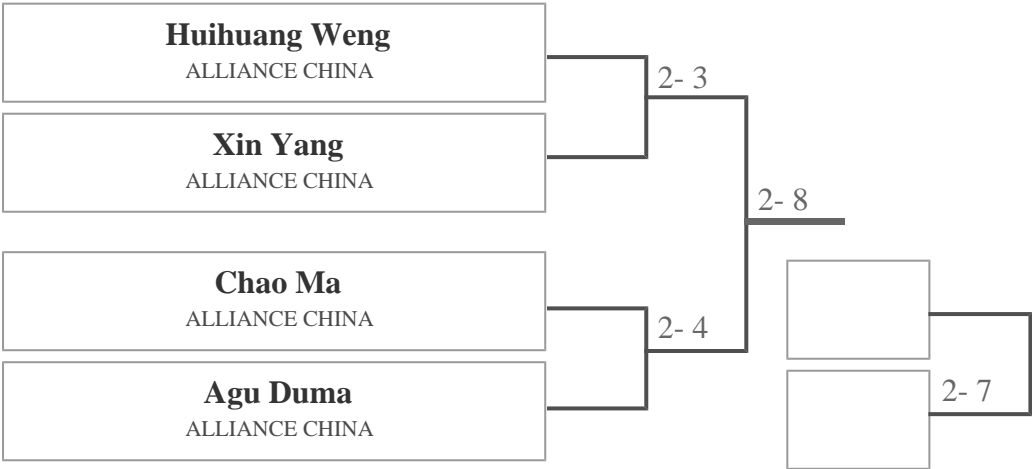 Huihuang Weng
ALLIANCE CHINA
2- 3
Xin Yang
ALLIANCE CHINA
2- 8
Chao Ma
ALLIANCE CHINA
2- 4
Agu Duma
ALLIANCE CHINA
2- 7